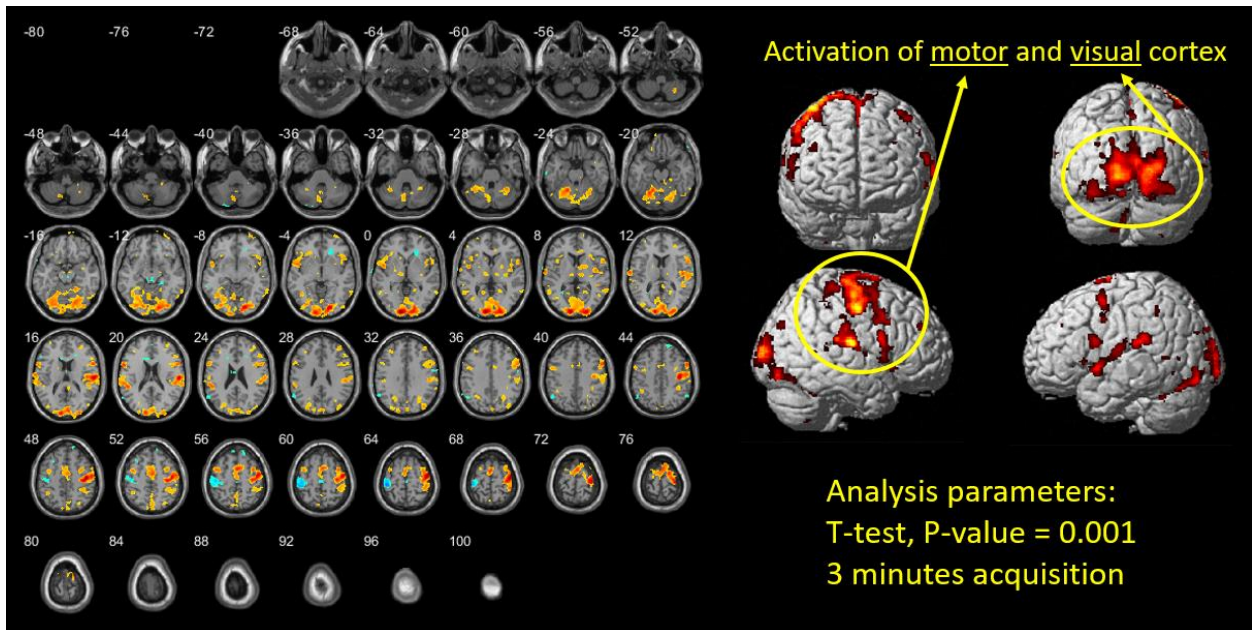 -80 -76 -72 -68 -64 -60 -56 -52
-48 -44 -40 -36 -32 -28 -24 -20
-16 -12 -8 -4 0 4 8 12
16 20 24 28 32 36 40 44
48 52 56 60 64 68 72 76
80 84 88 92 96 100
Activation of motor and visual cortex
Analysis parameters:
T-test, P-value = 0.001
3 minutes acquisition